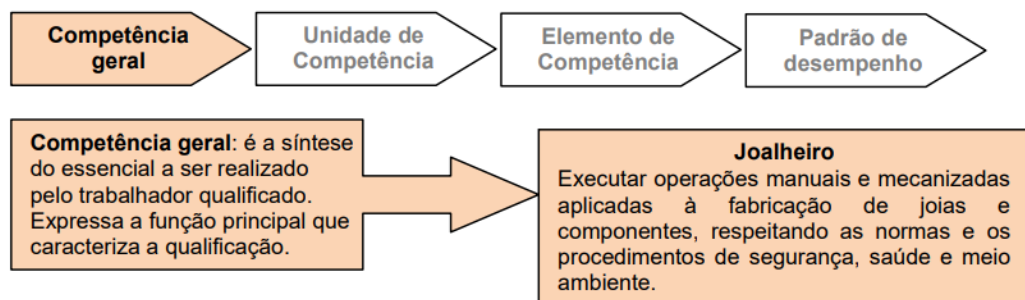 Competência
geral
Unidade de
Competência
Elemento de
Competência
Padrão de
desempenho
Competência geral: é a síntese
do essencial a ser realizado
pelo trabalhador qualificado.
Expressa a função principal que
caracteriza a qualificação.
Joalheiro
Executar operações manuais e mecanizadas
aplicadas à fabricação de joias e
componentes, respeitando as normas e os
procedimentos de segurança, saúde e meio
ambiente.